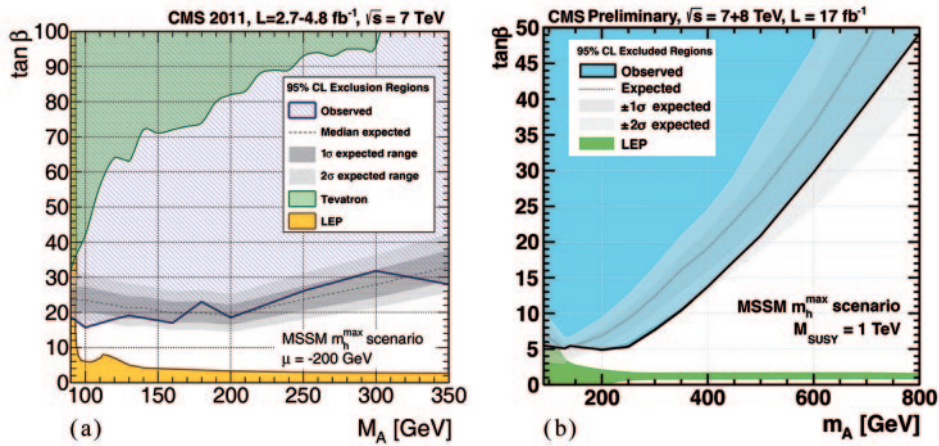 CMS 2011, L=2.7-4.8 fb⁻¹, √s = 7 TeV
tanβ
100
90
80
70
60
50
40
30
20
10
0
95% CL Exclusion Regions
Observed
Median expected
1σ expected range
2σ expected range
Tevatron
LEP
MSSM m_h^max scenario
μ = -200 GeV
100 150 200 250 300 350
(a)
M_A [GeV]
CMS Preliminary, √s = 7+8 TeV, L = 17 fb⁻¹
tanβ
50
45
40
35
30
25
20
15
10
5
0
95% CL Excluded Regions
Observed
Expected
±1σ expected
±2σ expected
LEP
MSSM m_h^max scenario
M_SUSY = 1 TeV
200 400 600 800
(b)
m_A [GeV]